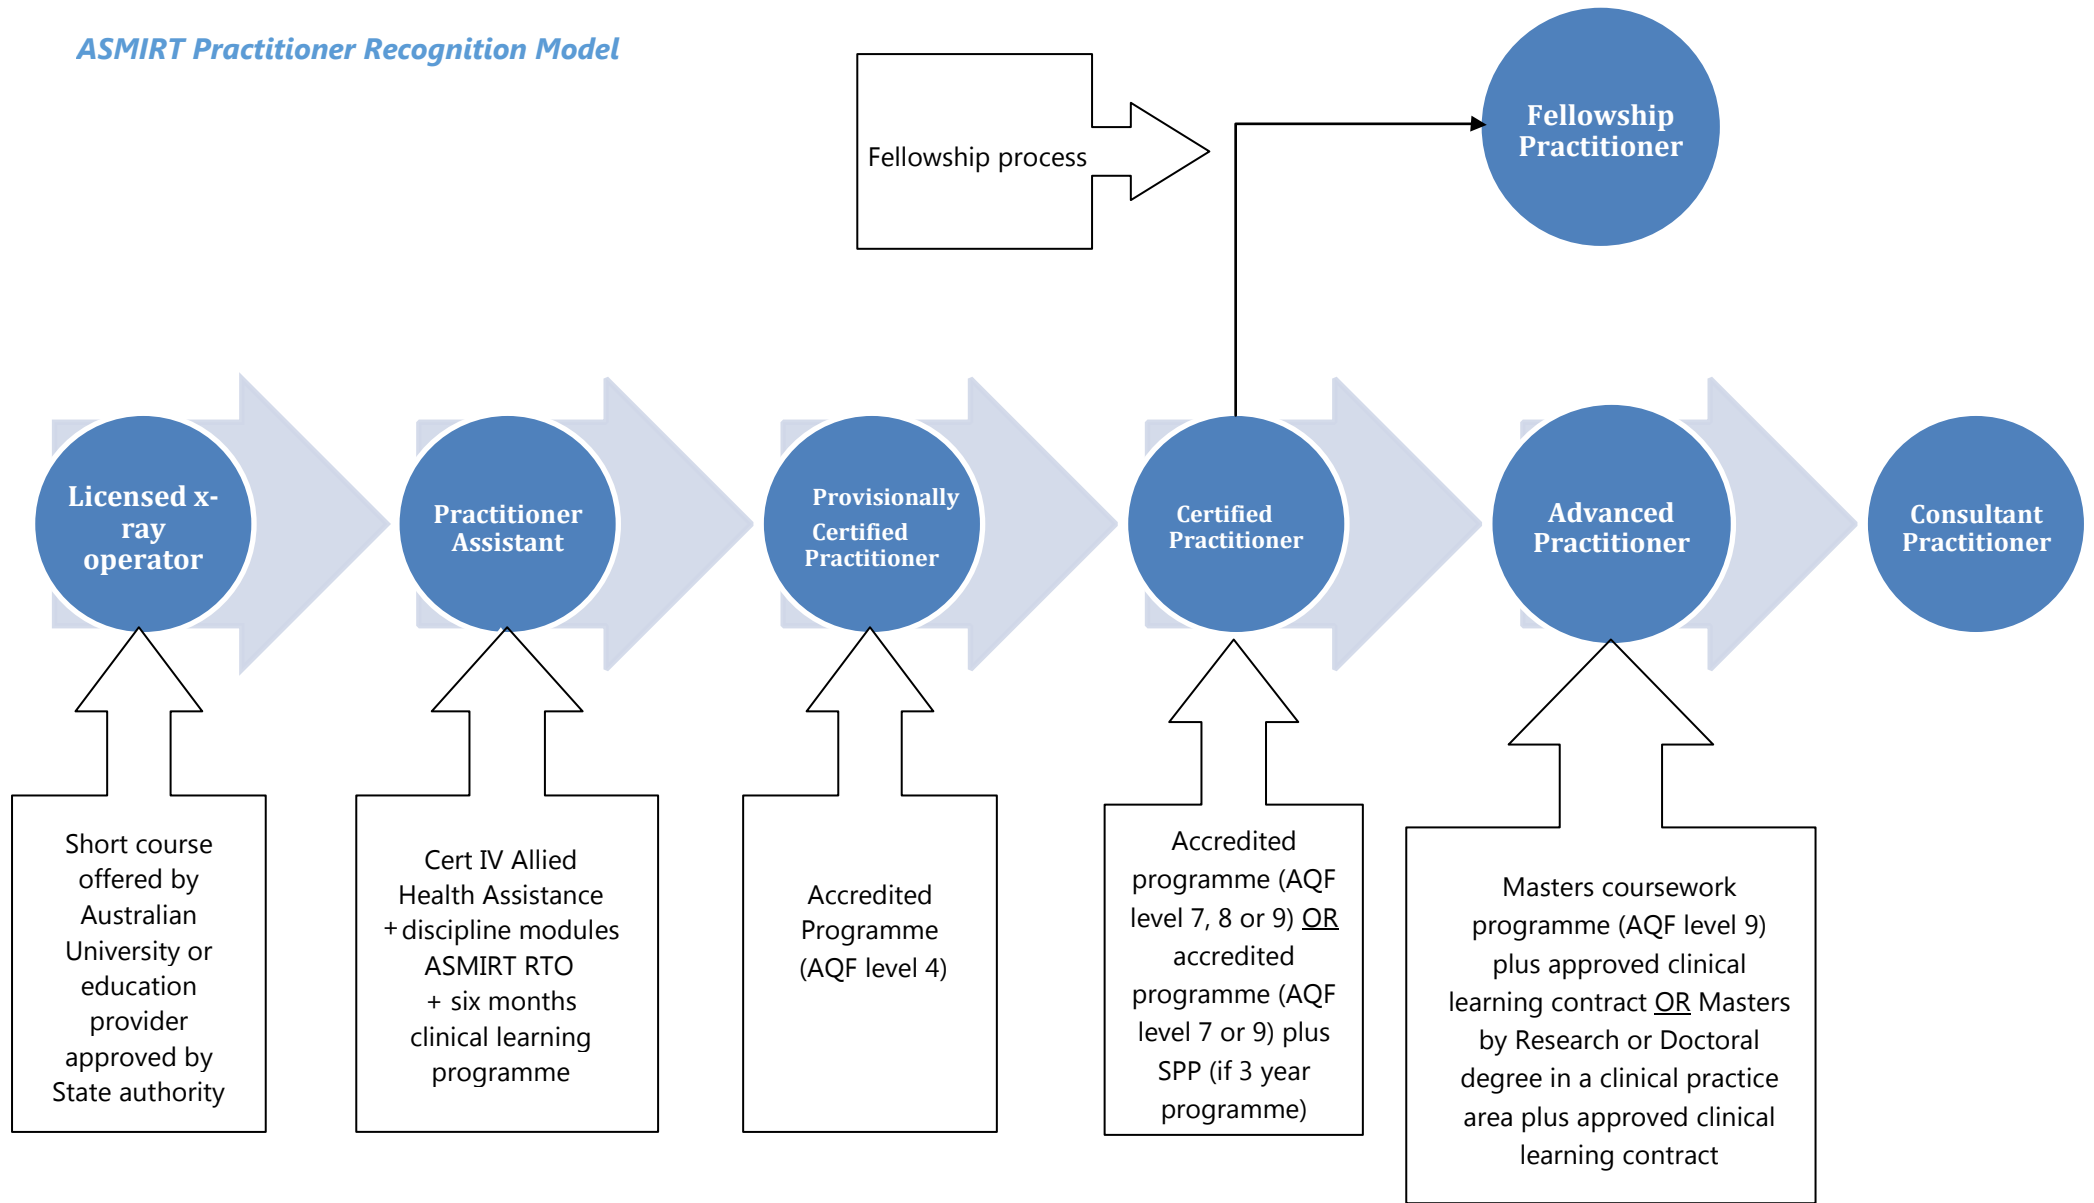 ASMIRT Practitioner Recognition Model
Fellowship process
Fellowship
Practitioner
Licensed x-
ray
operator
Practitioner
Assistant
Provisionally
Certified
Practitioner
Certified
Practitioner
Advanced
Practitioner
Consultant
Practitioner
Short course
offered by
Australian
University or
education
provider
approved by
State authority
Cert IV Allied
Health Assistance
+ discipline modules
ASMIRT RTO
+ six months
clinical learning
programme
Accredited
Programme
(AQF level 4)
Accredited
programme (AQF
level 7, 8 or 9) OR
accredited
programme (AQF
level 7 or 9) plus
SPP (if 3 year
programme)
Masters coursework
programme (AQF level 9)
plus approved clinical
learning contract OR Masters
by Research or Doctoral
degree in a clinical practice
area plus approved clinical
learning contract